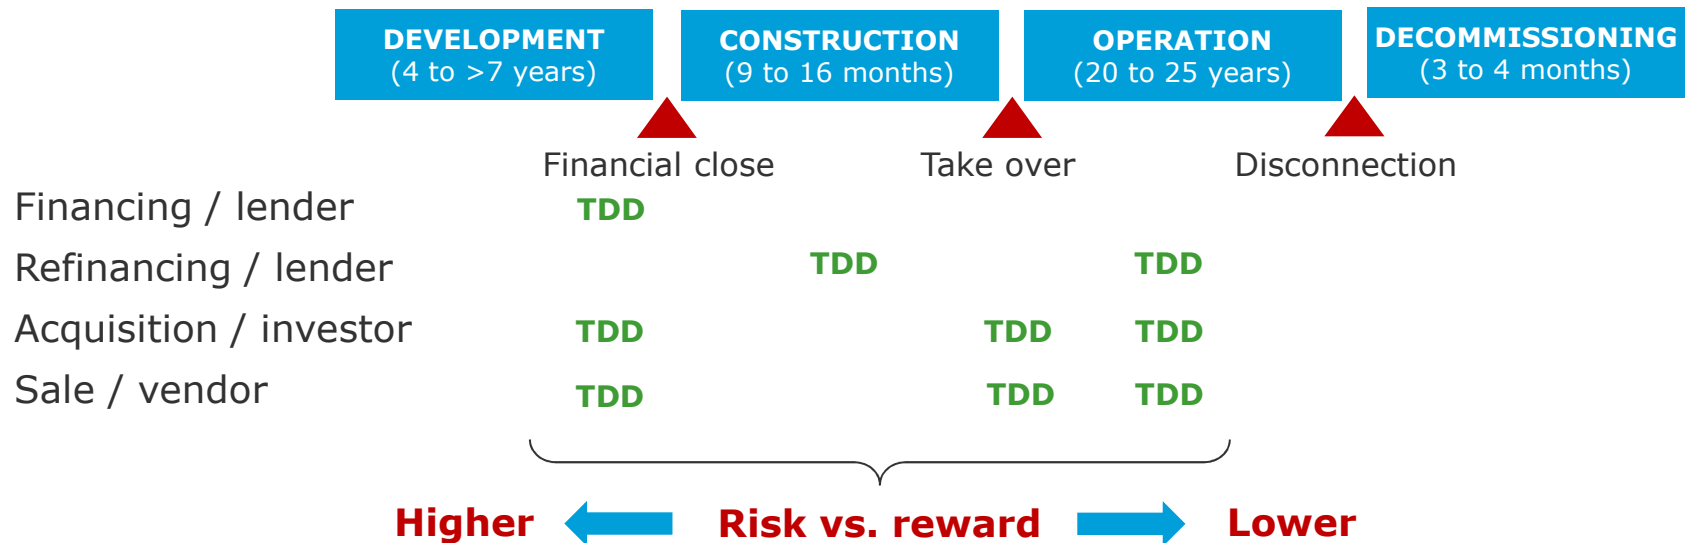 DEVELOPMENT
(4 to >7 years)
CONSTRUCTION
(9 to 16 months)
OPERATION
(20 to 25 years)
DECOMMISSIONING
(3 to 4 months)
Financial close
Take over
Disconnection
Financing / lender
TDD
Refinancing / lender
TDD
TDD
Acquisition / investor
TDD
TDD
TDD
Sale / vendor
TDD
TDD
TDD
Higher
Risk vs. reward
Lower